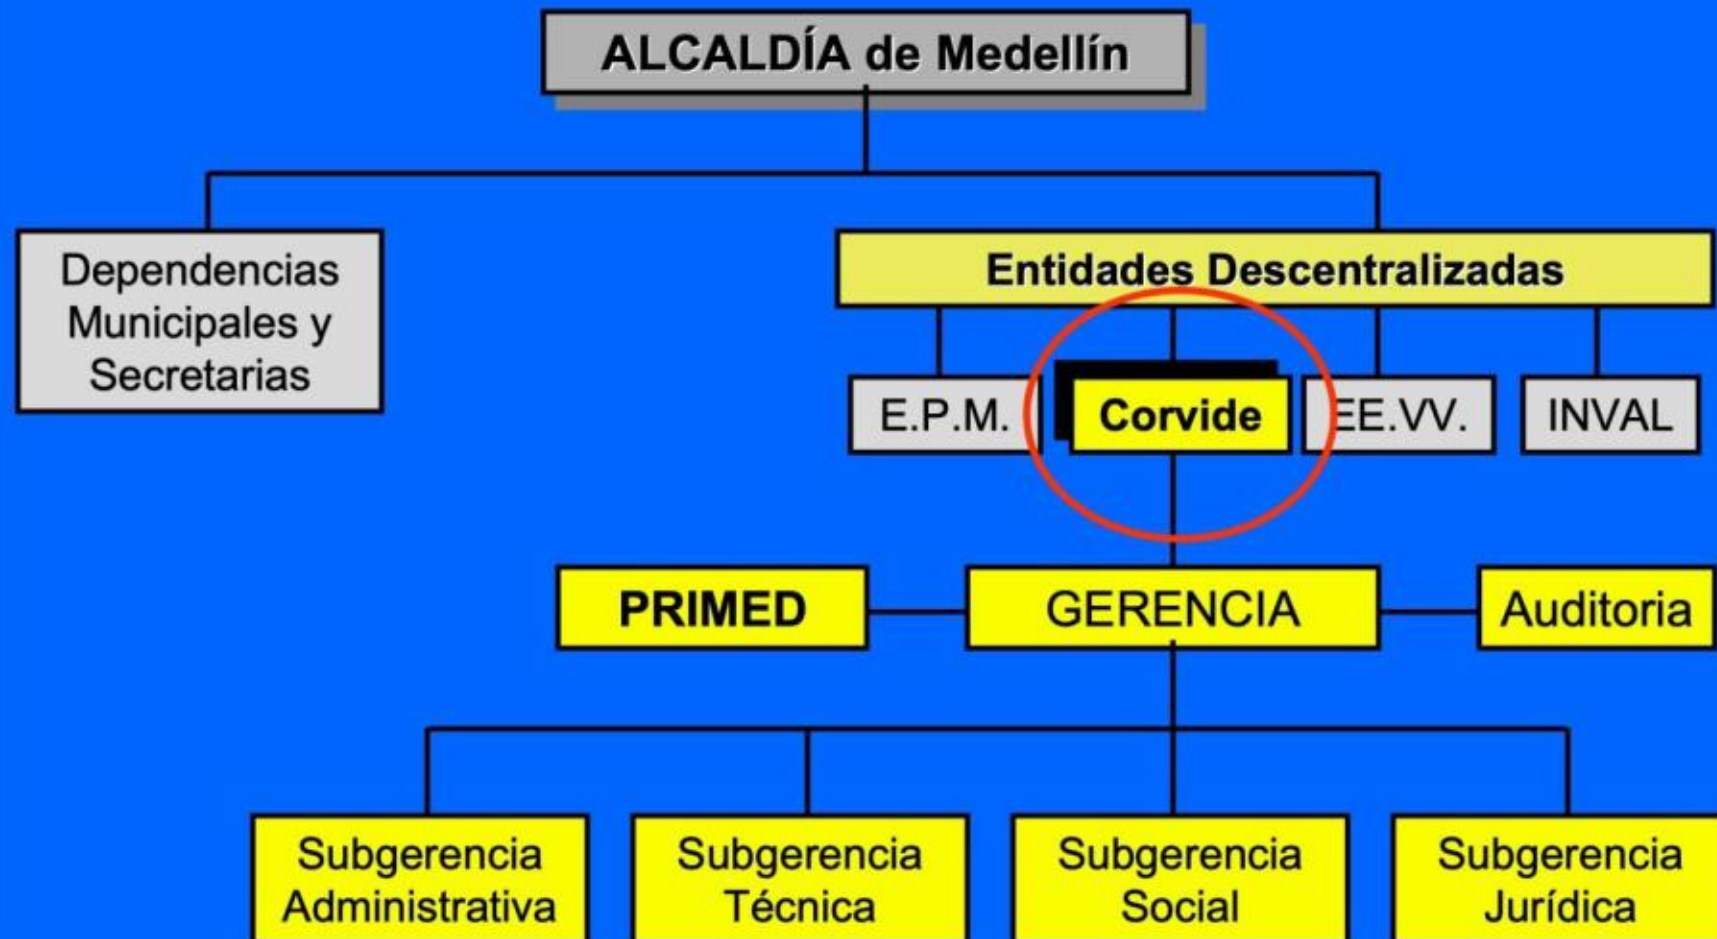 ALCALDÍA de Medellín
Dependencias
Municipales y
Secretarias
Entidades Descentralizadas
E.P.M.
Corvide
EE.VV.
INVAL
PRIMED
GERENCIA
Auditoria
Subgerencia
Administrativa
Subgerencia
Técnica
Subgerencia
Social
Subgerencia
Jurídica